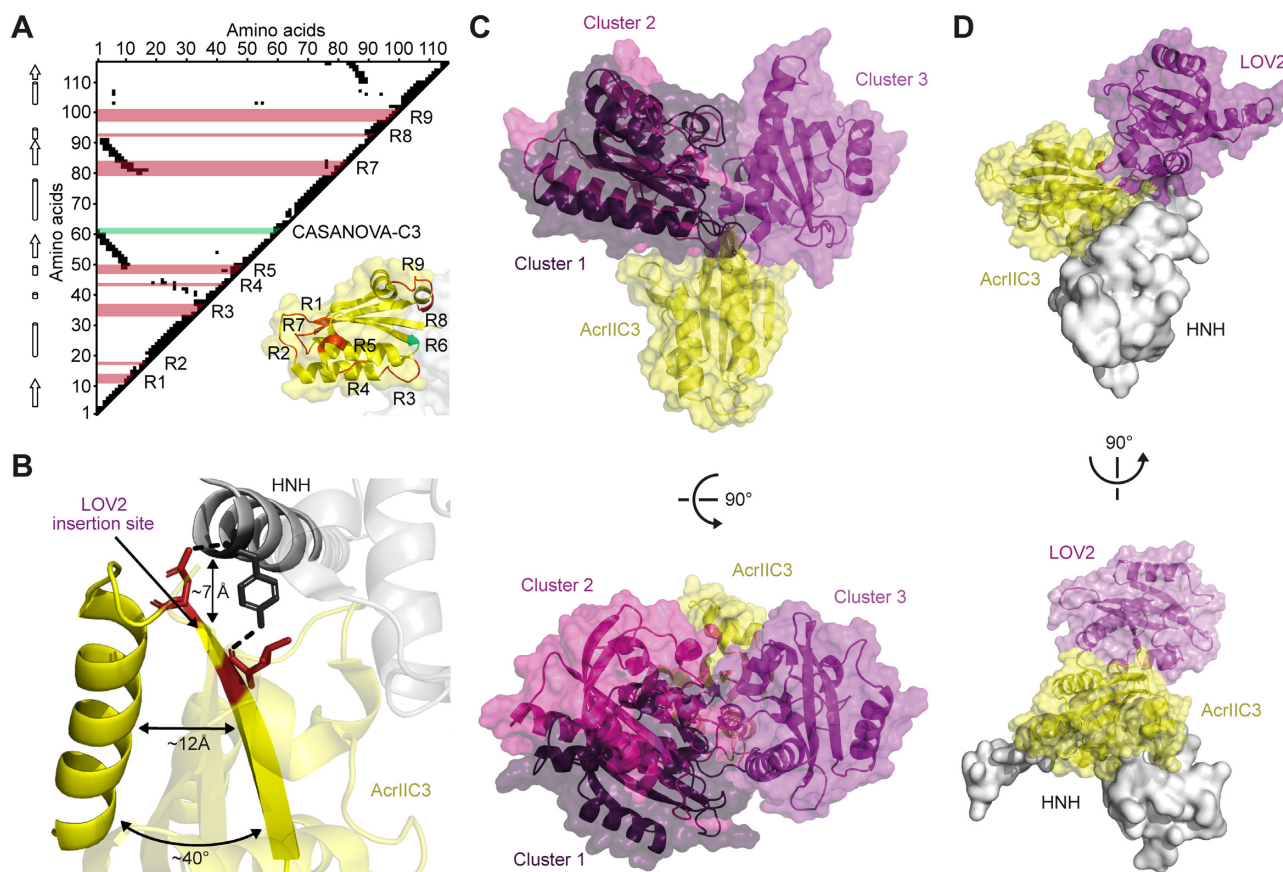 A
Amino acids
1 10 20 30 40 50 60 70 80 90 100 110
Amino acids
110
100
90
80
70
60
50
40
30
20
10
1
R9
R8
R7
CASANOVA-C3
R5
R4
R3
R2
R1
R9
R1
R7
R8
R2
R5
R6
R4
R3
B
HNH
LOV2
insertion site
~7 Å
~12Å
AcrIIC3
~40°
C
Cluster 2
Cluster 3
Cluster 1
AcrIIC3
90°
AcrIIC3
Cluster 2
Cluster 3
Cluster 1
D
LOV2
AcrIIC3
HNH
90°
LOV2
AcrIIC3
HNH